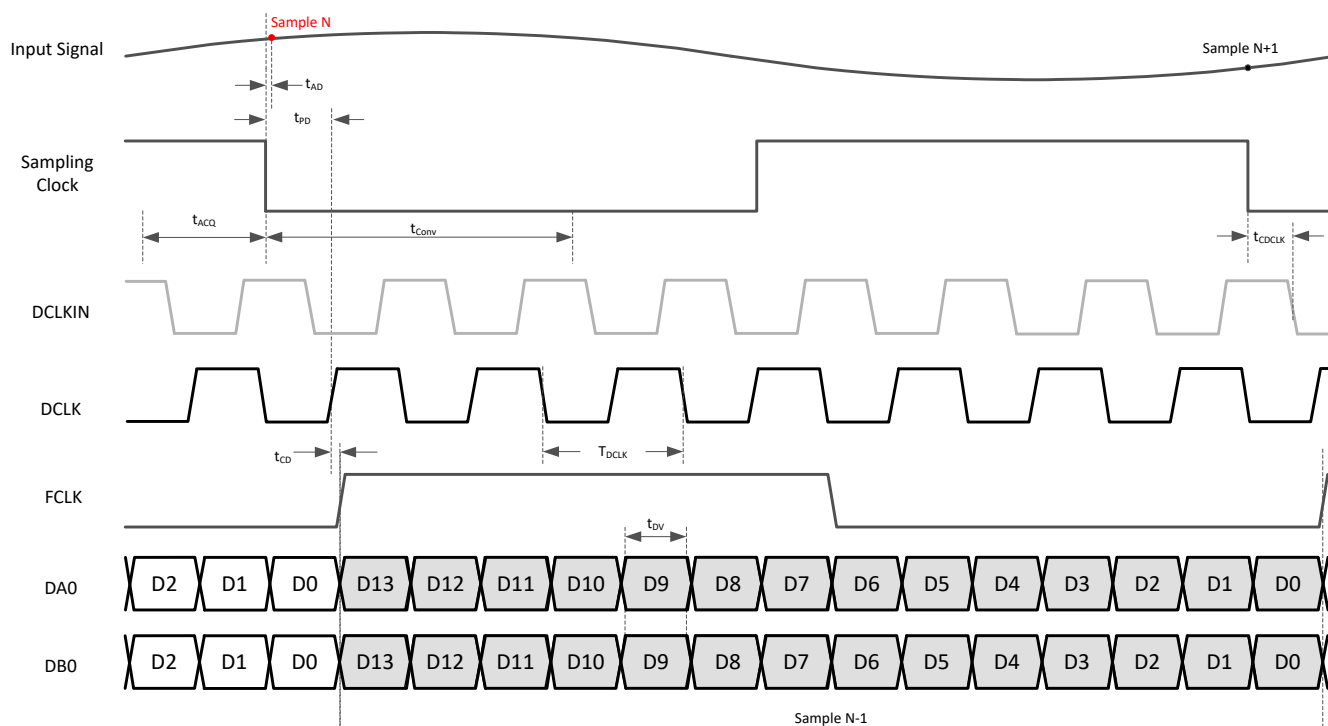 Sample N
Input Signal
Sample N+1
tAD
tPD
Sampling
Clock
tACQ
tConv
tCDCLK
DCLKIN
DCLK
tCD
TDCLK
FCLK
tDV
DA0 D2 D1 D0 D13 D12 D11 D10 D9 D8 D7 D6 D5 D4 D3 D2 D1 D0
DB0 D2 D1 D0 D13 D12 D11 D10 D9 D8 D7 D6 D5 D4 D3 D2 D1 D0
Sample N-1